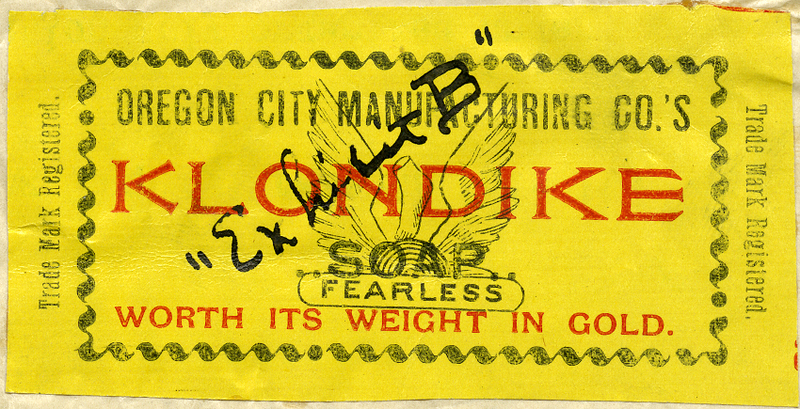 OREGON CITY MANUFACTURING CO.'S
KLONDIKE
SOAP
FEARLESS
WORTH ITS WEIGHT IN GOLD.
"Exhibit B"
Trade Mark Registered.
Trade Mark Registered.